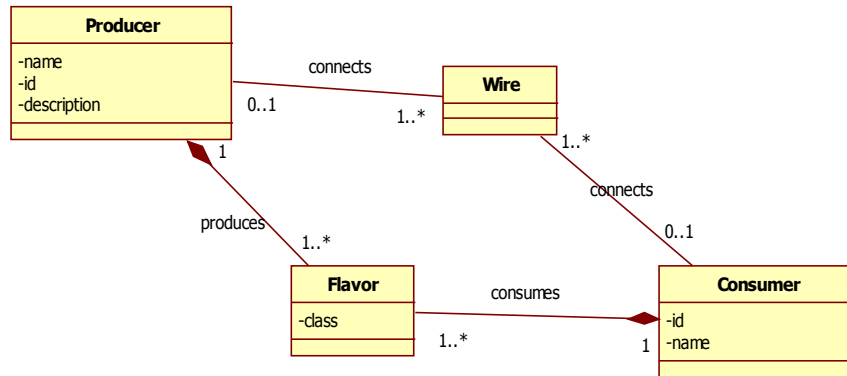 Producer
-name
-id
-description
connects
0..1
1..*
Wire
1..*
connects
0..1
1
produces
1..*
Flavor
-class
consumes
1..*
1
Consumer
-id
-name